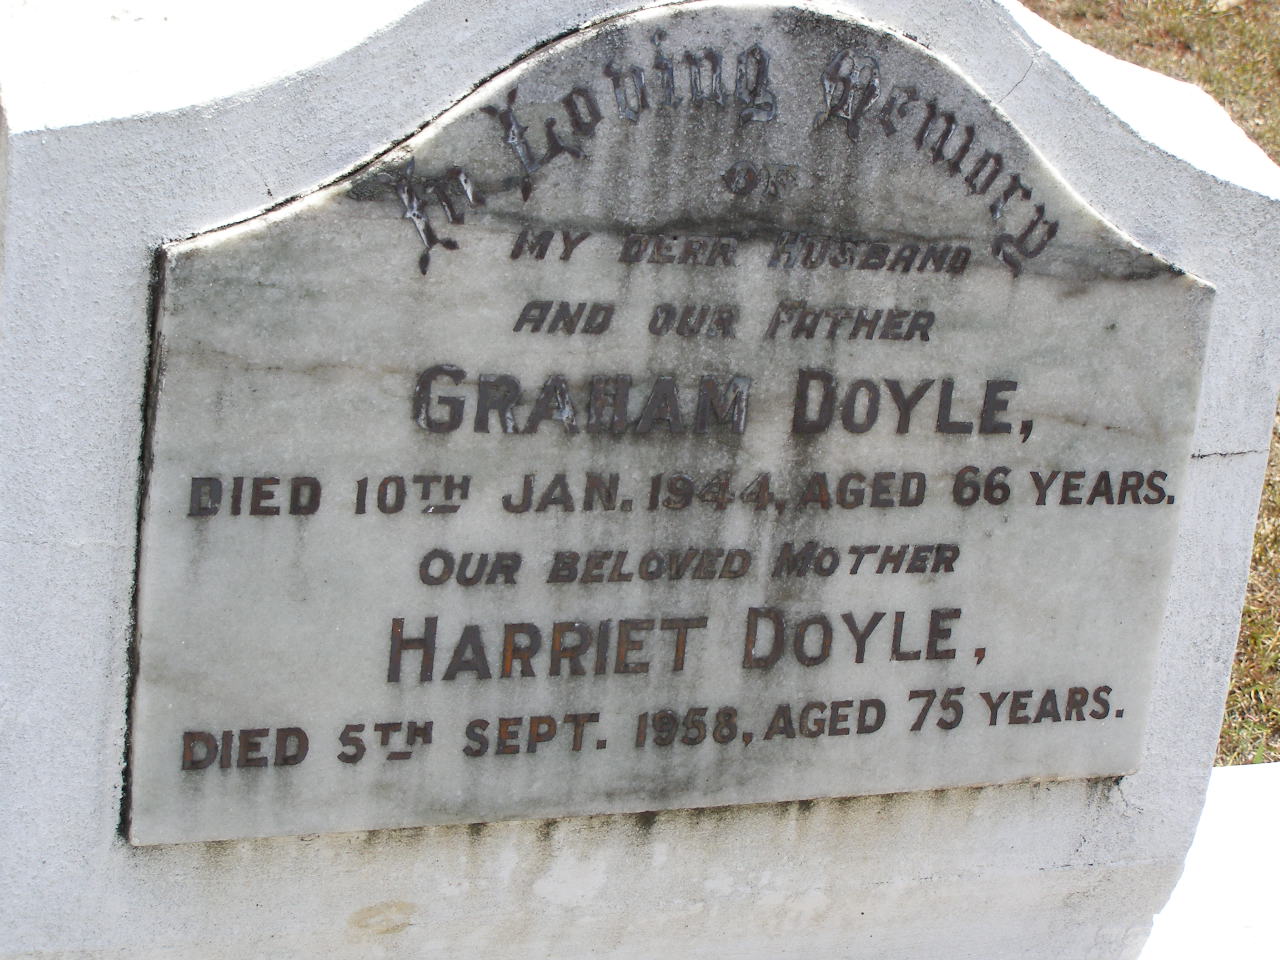 In Loving Memory
OF
MY DEAR HUSBAND
AND OUR FATHER
GRAHAM DOYLE,
DIED 10TH JAN. 1944, AGED 66 YEARS.
OUR BELOVED MOTHER
HARRIET DOYLE,
DIED 5TH SEPT. 1958, AGED 75 YEARS.